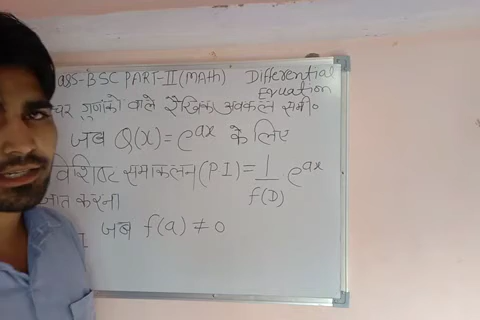 ass-BSC PART-II (MATH) Differential
Equation
चर गुणांको वाले रैखिक अवकल समी०
जब Q(x)=e^ax के लिए
विशिष्ट समाकलन (P.I)= 1/f(D) e^ax
ज्ञात करना
जब f(a) ≠ 0